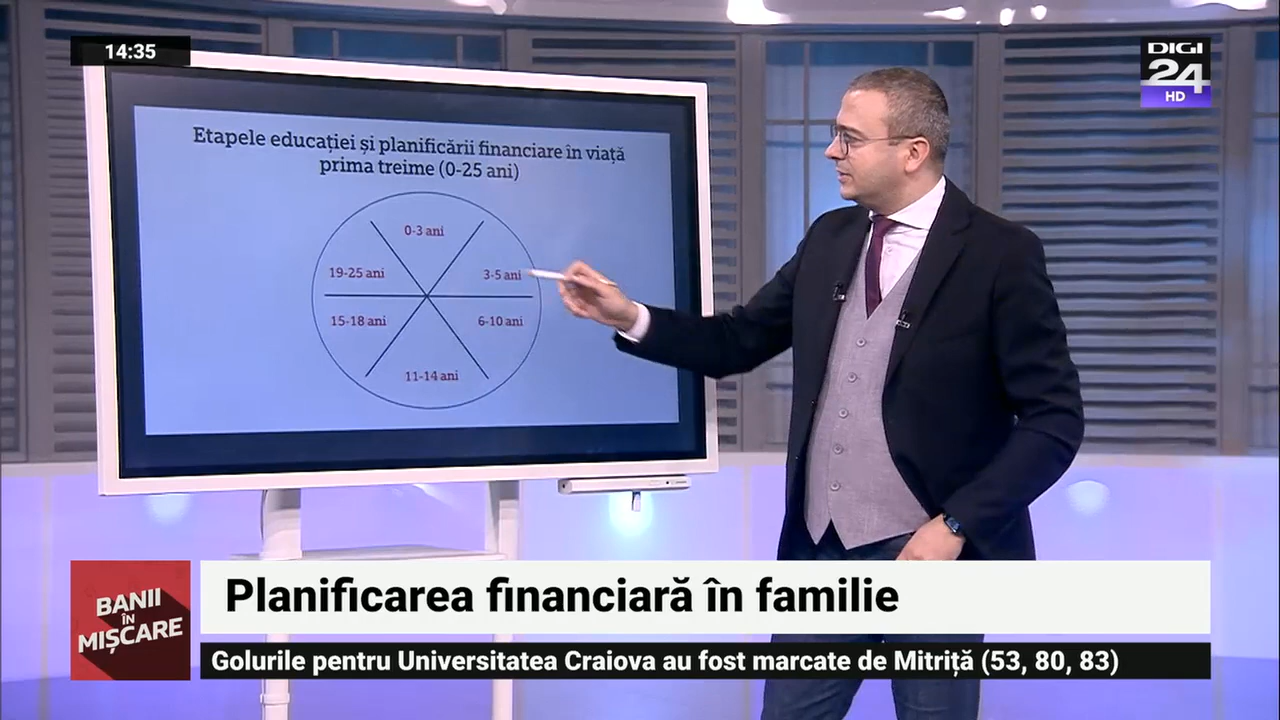 14:35
DIGI
24
HD
Etapele educației și planificării financiare în viață
prima treime (0-25 ani)
0-3 ani
19-25 ani
3-5 ani
15-18 ani
6-10 ani
11-14 ani
BANII
ÎN
MIȘCARE
Planificarea financiară în familie
Golurile pentru Universitatea Craiova au fost marcate de Mitriță (53, 80, 83)